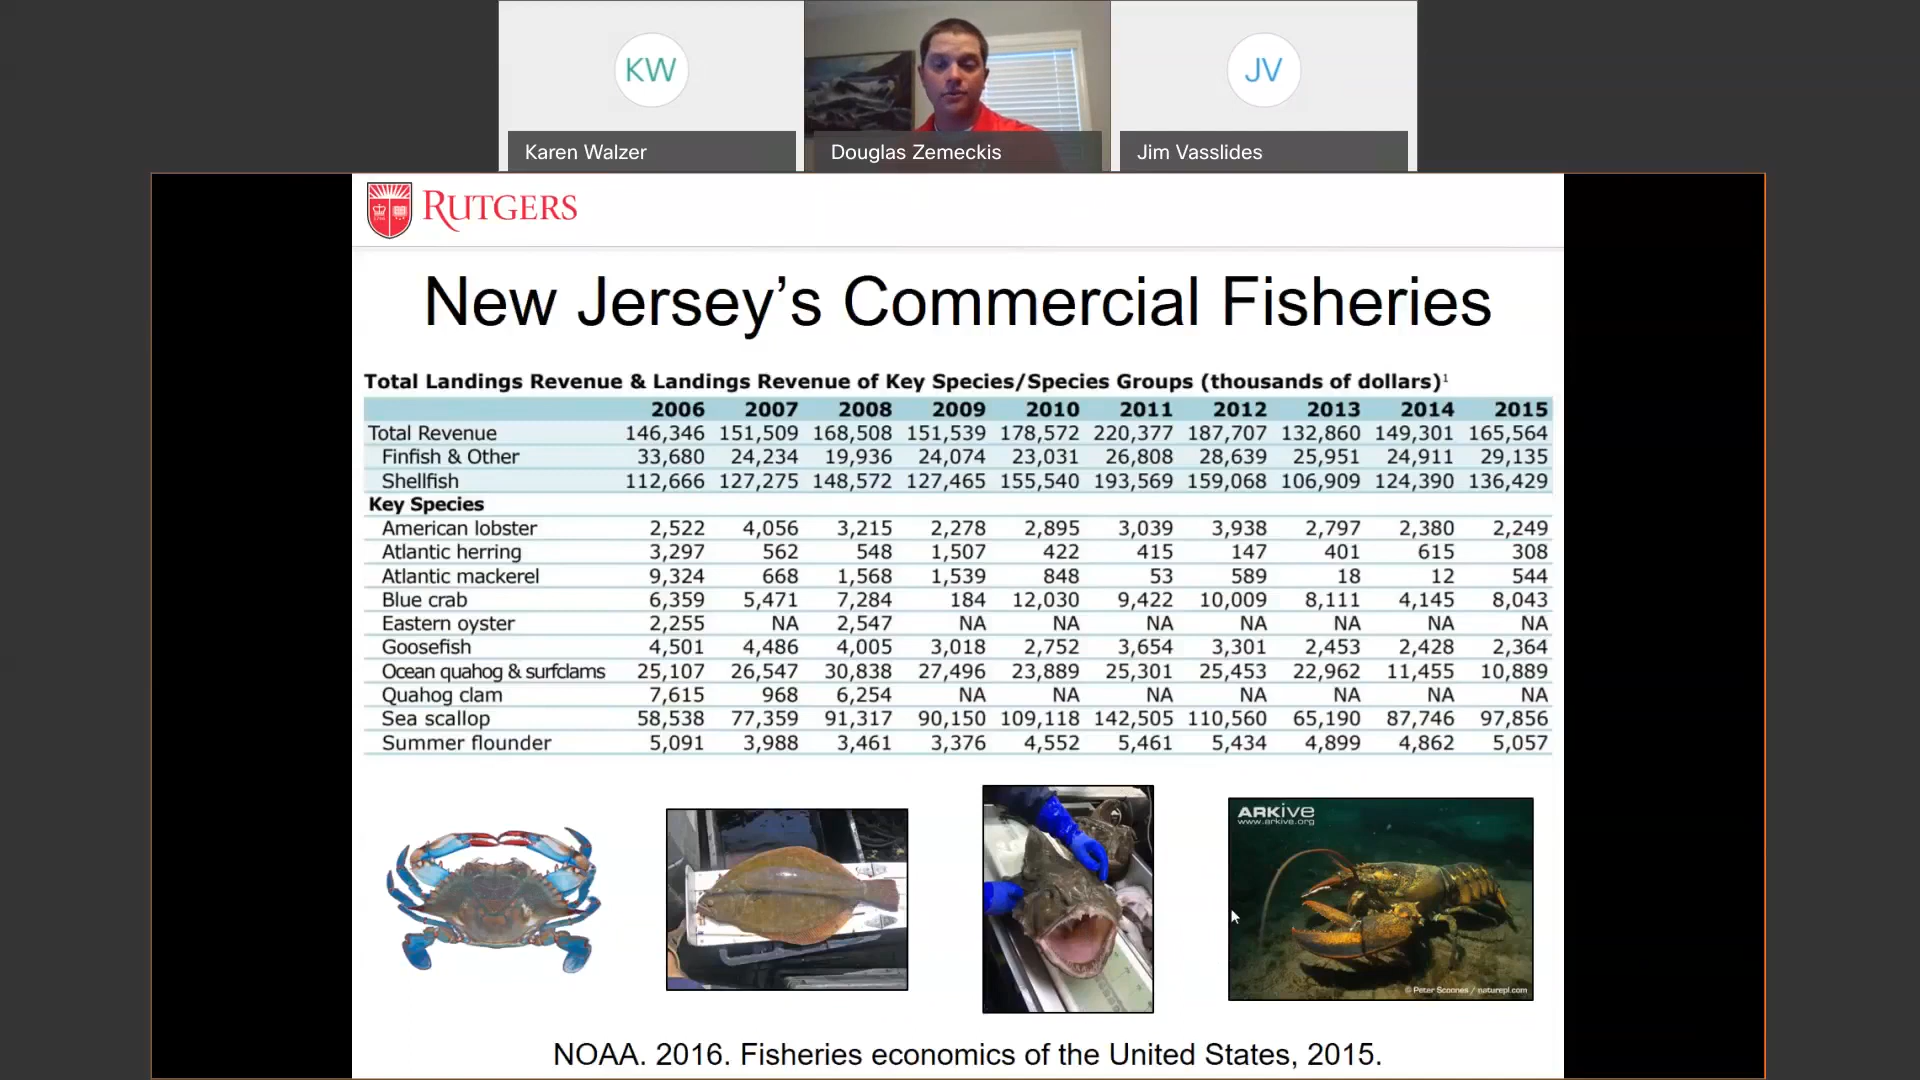 KW
JV
Karen Walzer
Douglas Zemeckis
Jim Vasslides
RUTGERS
New Jersey's Commercial Fisheries
Total Landings Revenue & Landings Revenue of Key Species/Species Groups (thousands of dollars)¹
2006 2007 2008 2009 2010 2011 2012 2013 2014 2015
Total Revenue 146,346 151,509 168,508 151,539 178,572 220,377 187,707 132,860 149,301 165,564
Finfish & Other 33,680 24,234 19,936 24,074 23,031 26,808 28,639 25,951 24,911 29,135
Shellfish 112,666 127,275 148,572 127,465 155,540 193,569 159,068 106,909 124,390 136,429
Key Species
American lobster 2,522 4,056 3,215 2,278 2,895 3,039 3,938 2,797 2,380 2,249
Atlantic herring 3,297 562 548 1,507 422 415 147 401 615 308
Atlantic mackerel 9,324 668 1,568 1,539 848 53 589 18 12 544
Blue crab 6,359 5,471 7,284 184 12,030 9,422 10,009 8,111 4,145 8,043
Eastern oyster 2,255 NA 2,547 NA NA NA NA NA NA NA
Goosefish 4,501 4,486 4,005 3,018 2,752 3,654 3,301 2,453 2,428 2,364
Ocean quahog & surfclams 25,107 26,547 30,838 27,496 23,889 25,301 25,453 22,962 11,455 10,889
Quahog clam 7,615 968 6,254 NA NA NA NA NA NA NA
Sea scallop 58,538 77,359 91,317 90,150 109,118 142,505 110,560 65,190 87,746 97,856
Summer flounder 5,091 3,988 3,461 3,376 4,552 5,461 5,434 4,899 4,862 5,057
ARKive
www.arkive.org
© Peter Scoones / naturepl.com
NOAA. 2016. Fisheries economics of the United States, 2015.